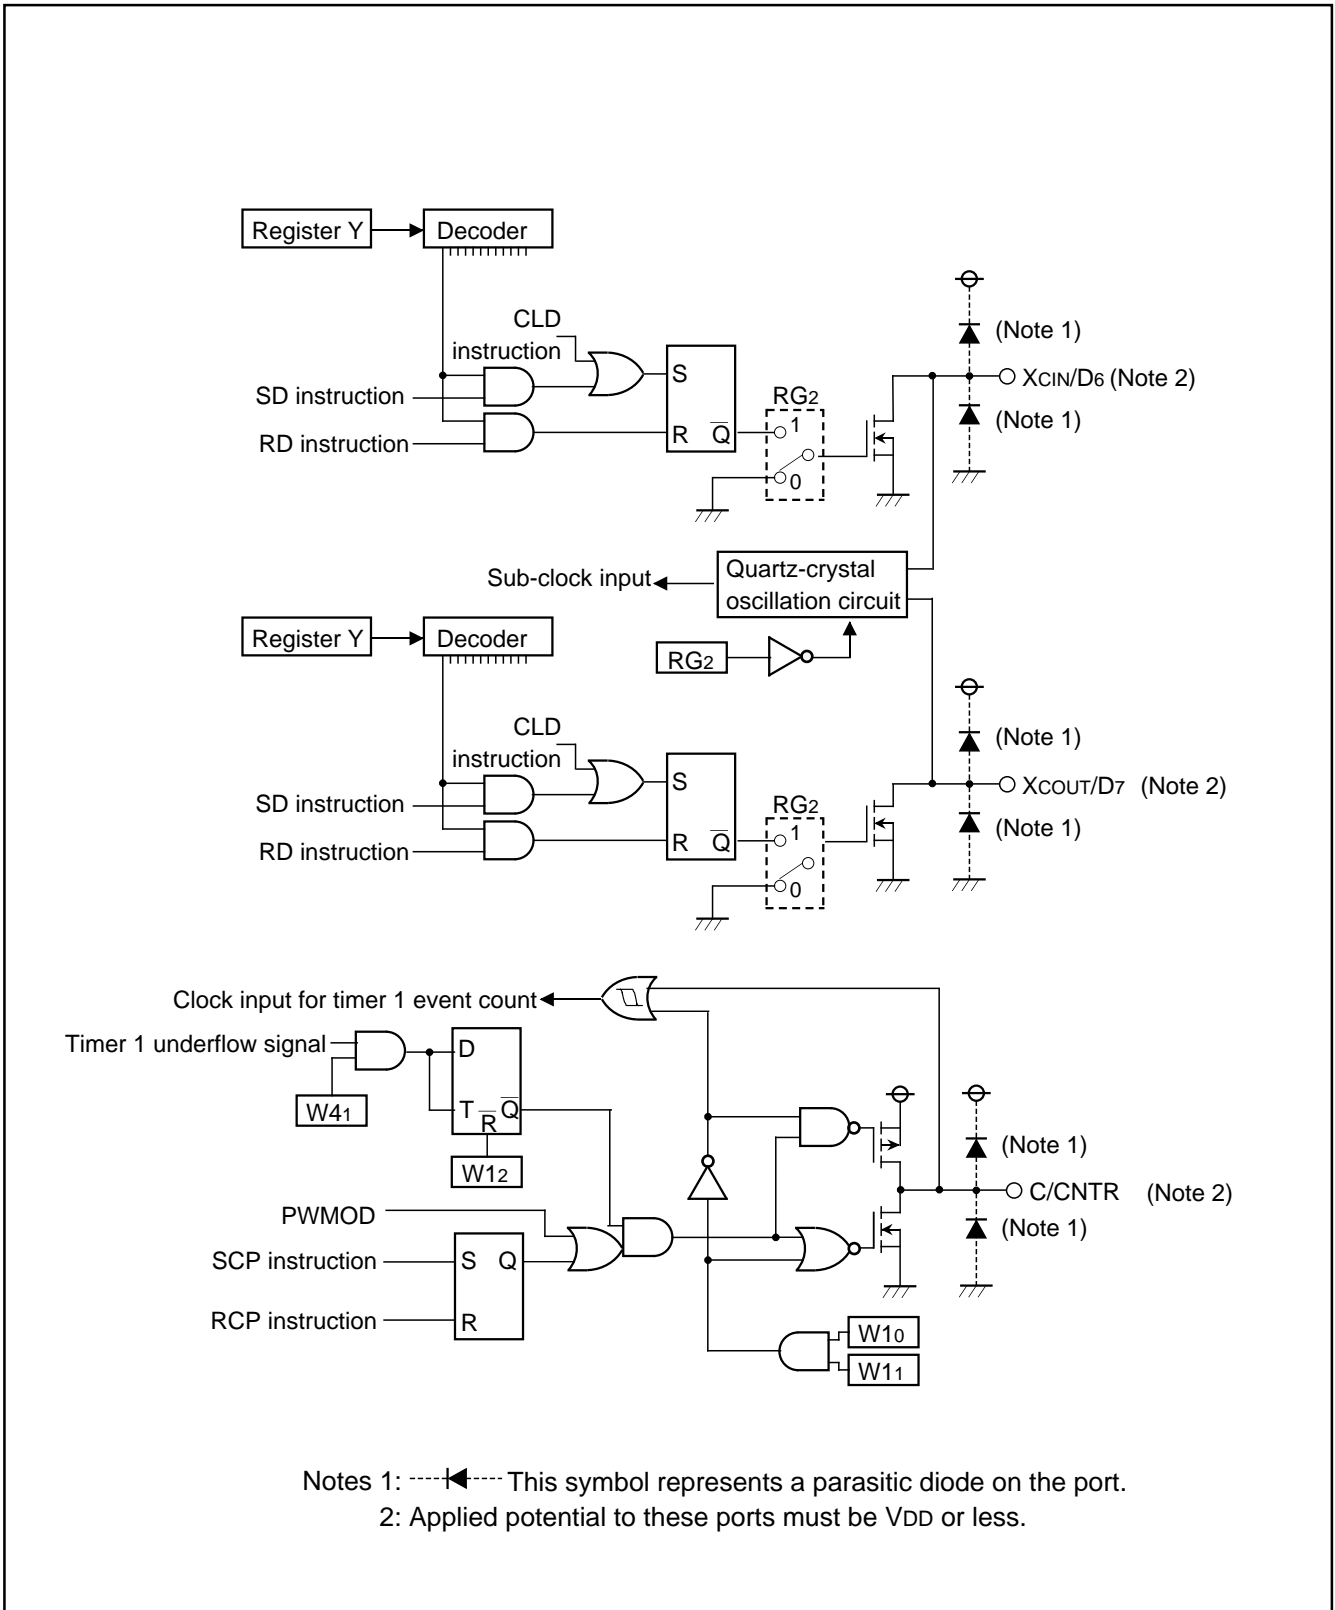 Register Y
Decoder
CLD
instruction
SD instruction
RD instruction
S
R Q
RG2
1
0
(Note 1)
XCIN/D6 (Note 2)
(Note 1)
Sub-clock input
Quartz-crystal
oscillation circuit
RG2
Register Y
Decoder
CLD
instruction
SD instruction
RD instruction
S
R Q
RG2
1
0
(Note 1)
XCOUT/D7 (Note 2)
(Note 1)
Clock input for timer 1 event count
Timer 1 underflow signal
W41
D
T R Q
W12
PWMOD
SCP instruction
RCP instruction
S Q
R
(Note 1)
C/CNTR (Note 2)
(Note 1)
W10
W11
Notes 1: This symbol represents a parasitic diode on the port.
2: Applied potential to these ports must be VDD or less.